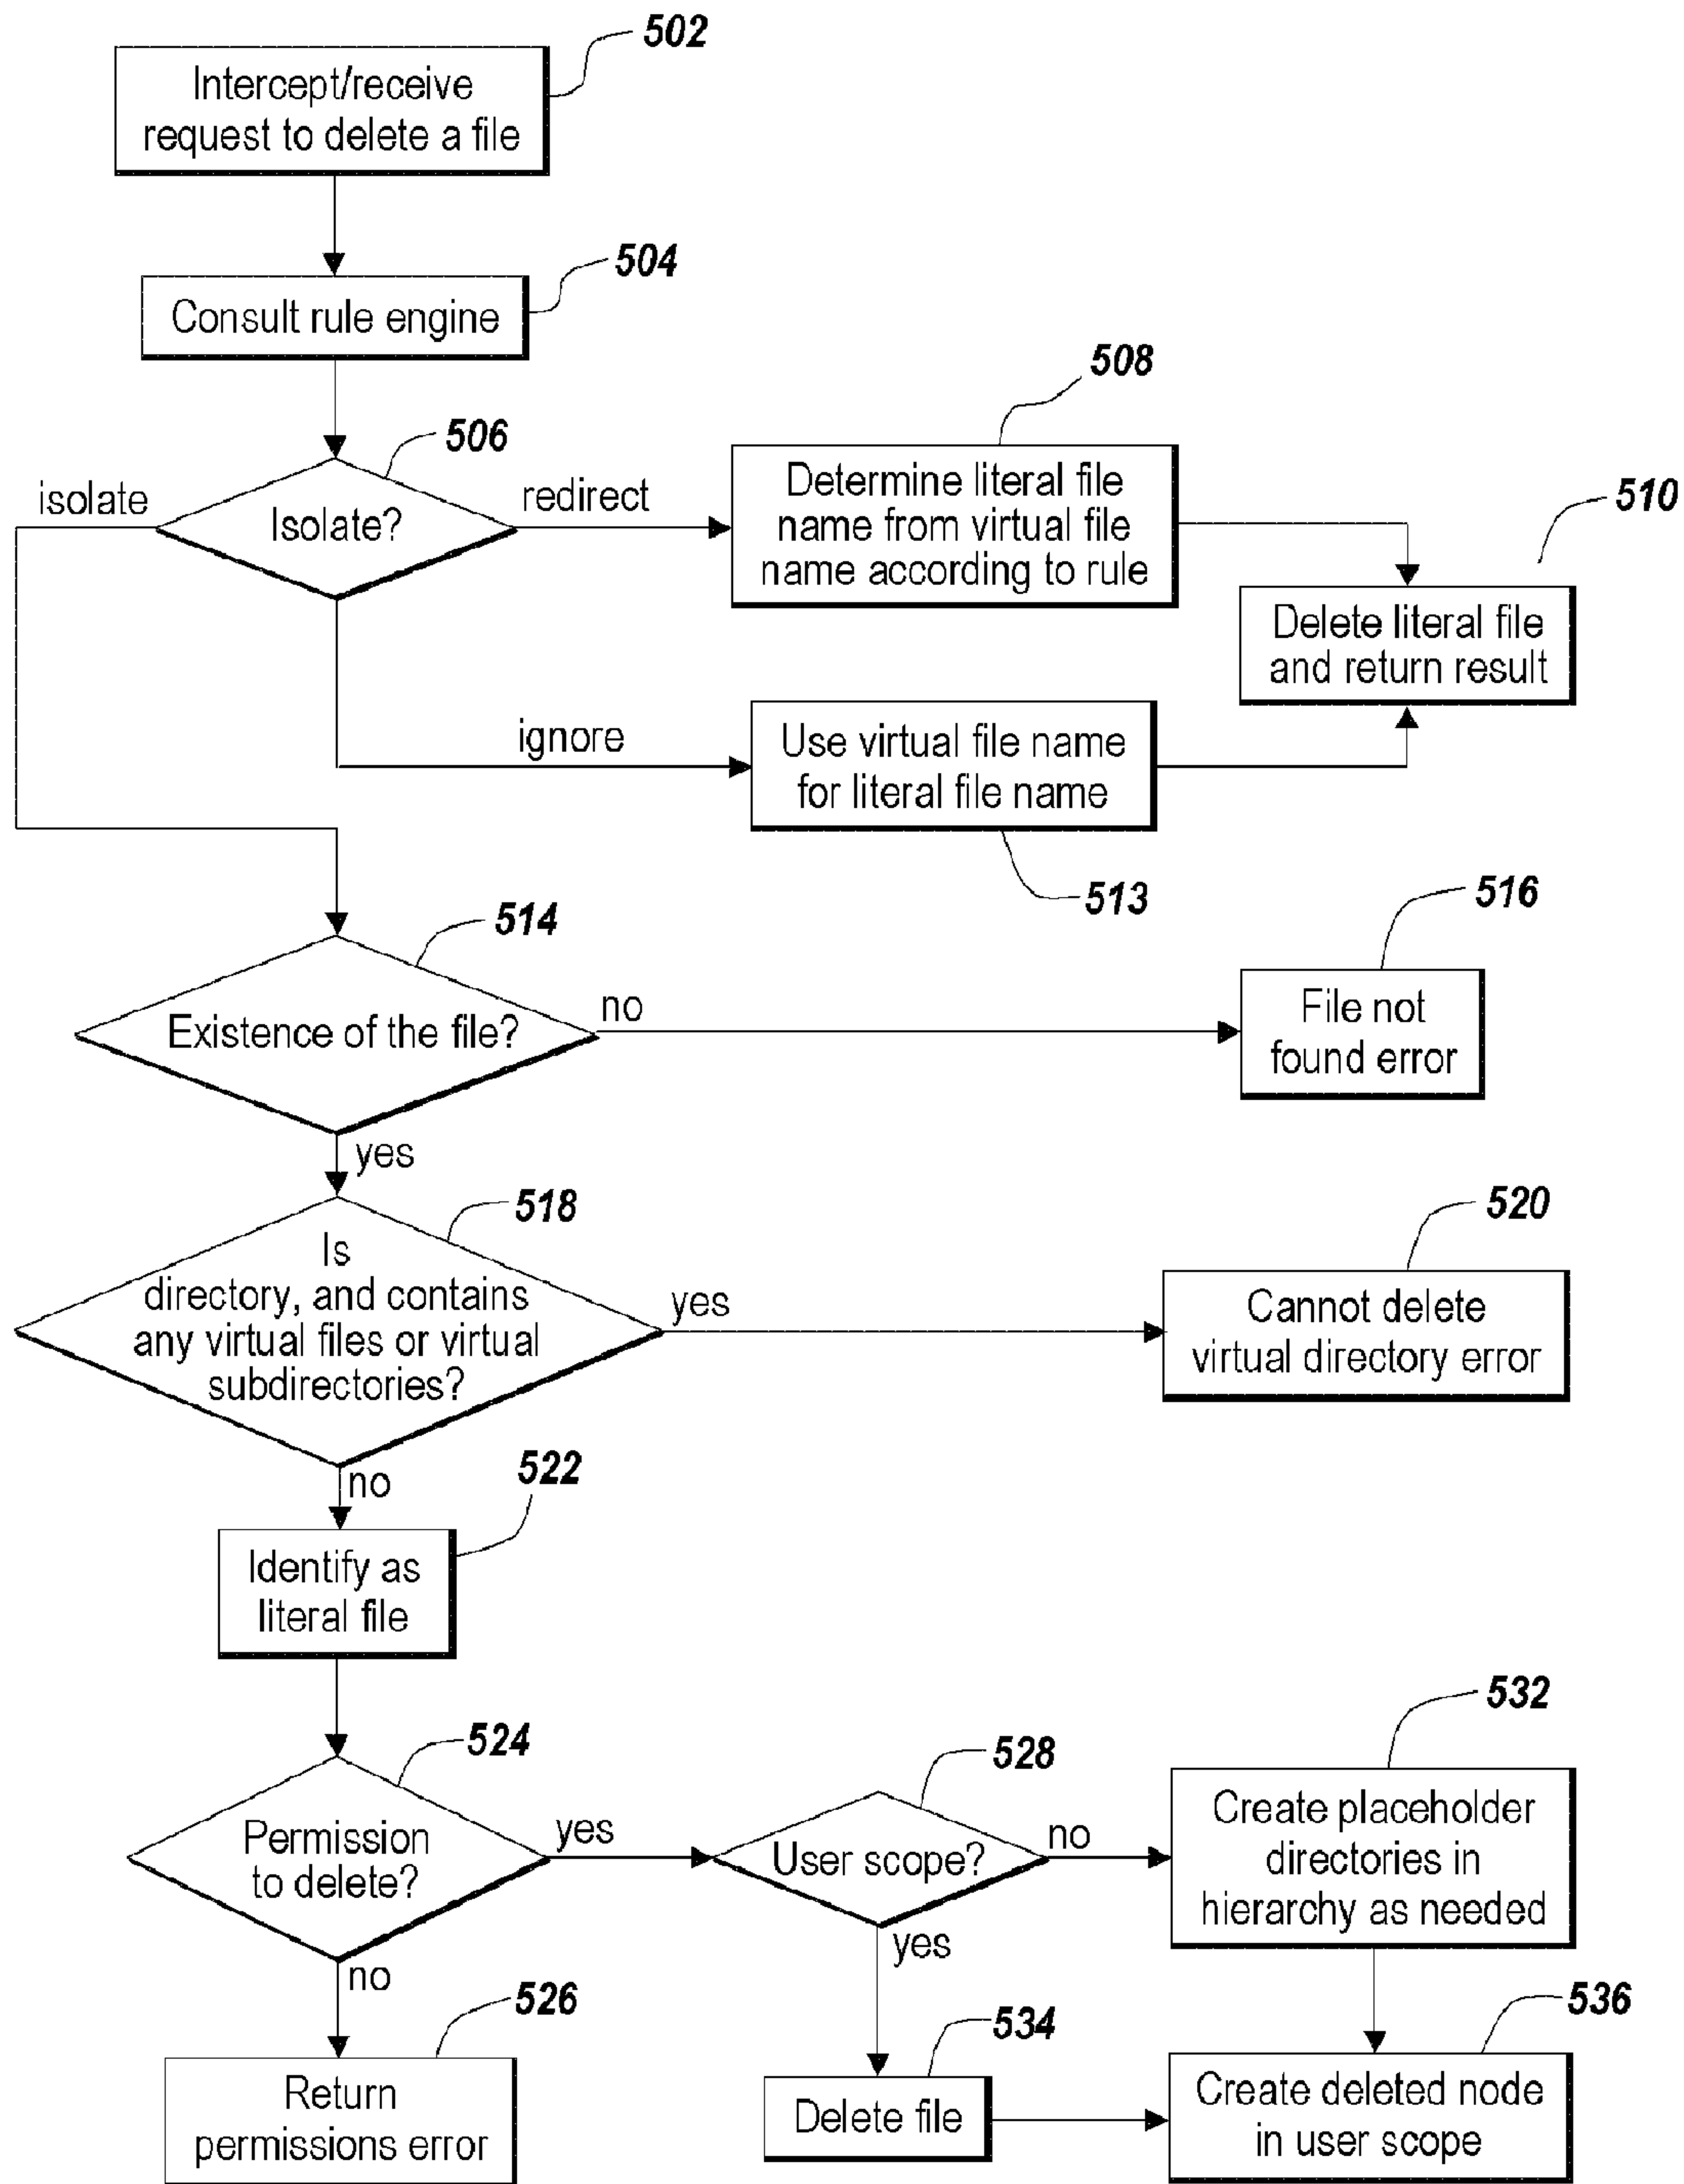 502
Intercept/receive
request to delete a file
504
Consult rule engine
508
506
isolate
Isolate?
redirect
Determine literal file
name from virtual file
name according to rule
510
Delete literal file
and return result
ignore
Use virtual file name
for literal file name
513
514
Existence of the file?
no
516
File not
found error
yes
518
Is
directory, and contains
any virtual files or virtual
subdirectories?
yes
520
Cannot delete
virtual directory error
no
522
Identify as
literal file
524
Permission
to delete?
yes
528
User scope?
no
532
Create placeholder
directories in
hierarchy as needed
no
526
Return
permissions error
yes
534
Delete file
536
Create deleted node
in user scope